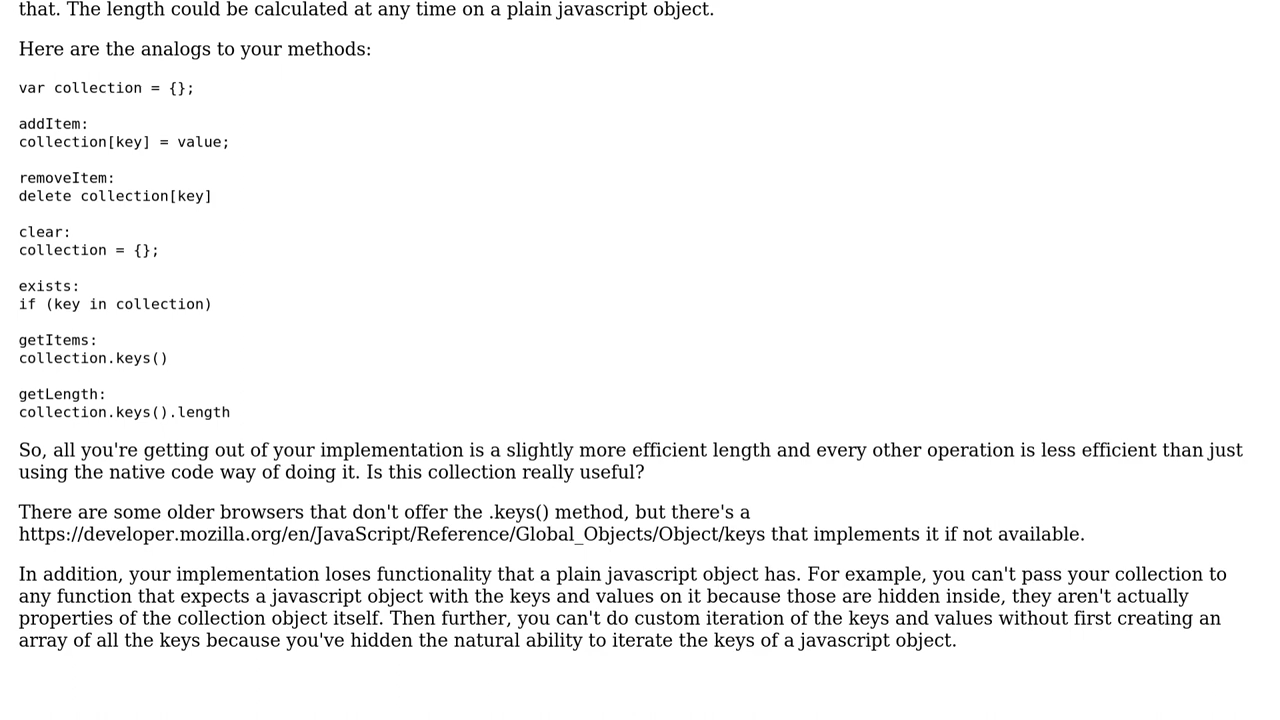 that. The length could be calculated at any time on a plain javascript object.
Here are the analogs to your methods:
var collection = {};
addItem:
collection[key] = value;
removeItem:
delete collection[key]
clear:
collection = {};
exists:
if (key in collection)
getItems:
collection.keys()
getLength:
collection.keys().length
So, all you're getting out of your implementation is a slightly more efficient length and every other operation is less efficient than just
using the native code way of doing it. Is this collection really useful?
There are some older browsers that don't offer the .keys() method, but there's a
https://developer.mozilla.org/en/JavaScript/Reference/Global_Objects/Object/keys that implements it if not available.
In addition, your implementation loses functionality that a plain javascript object has. For example, you can't pass your collection to
any function that expects a javascript object with the keys and values on it because those are hidden inside, they aren't actually
properties of the collection object itself. Then further, you can't do custom iteration of the keys and values without first creating an
array of all the keys because you've hidden the natural ability to iterate the keys of a javascript object.